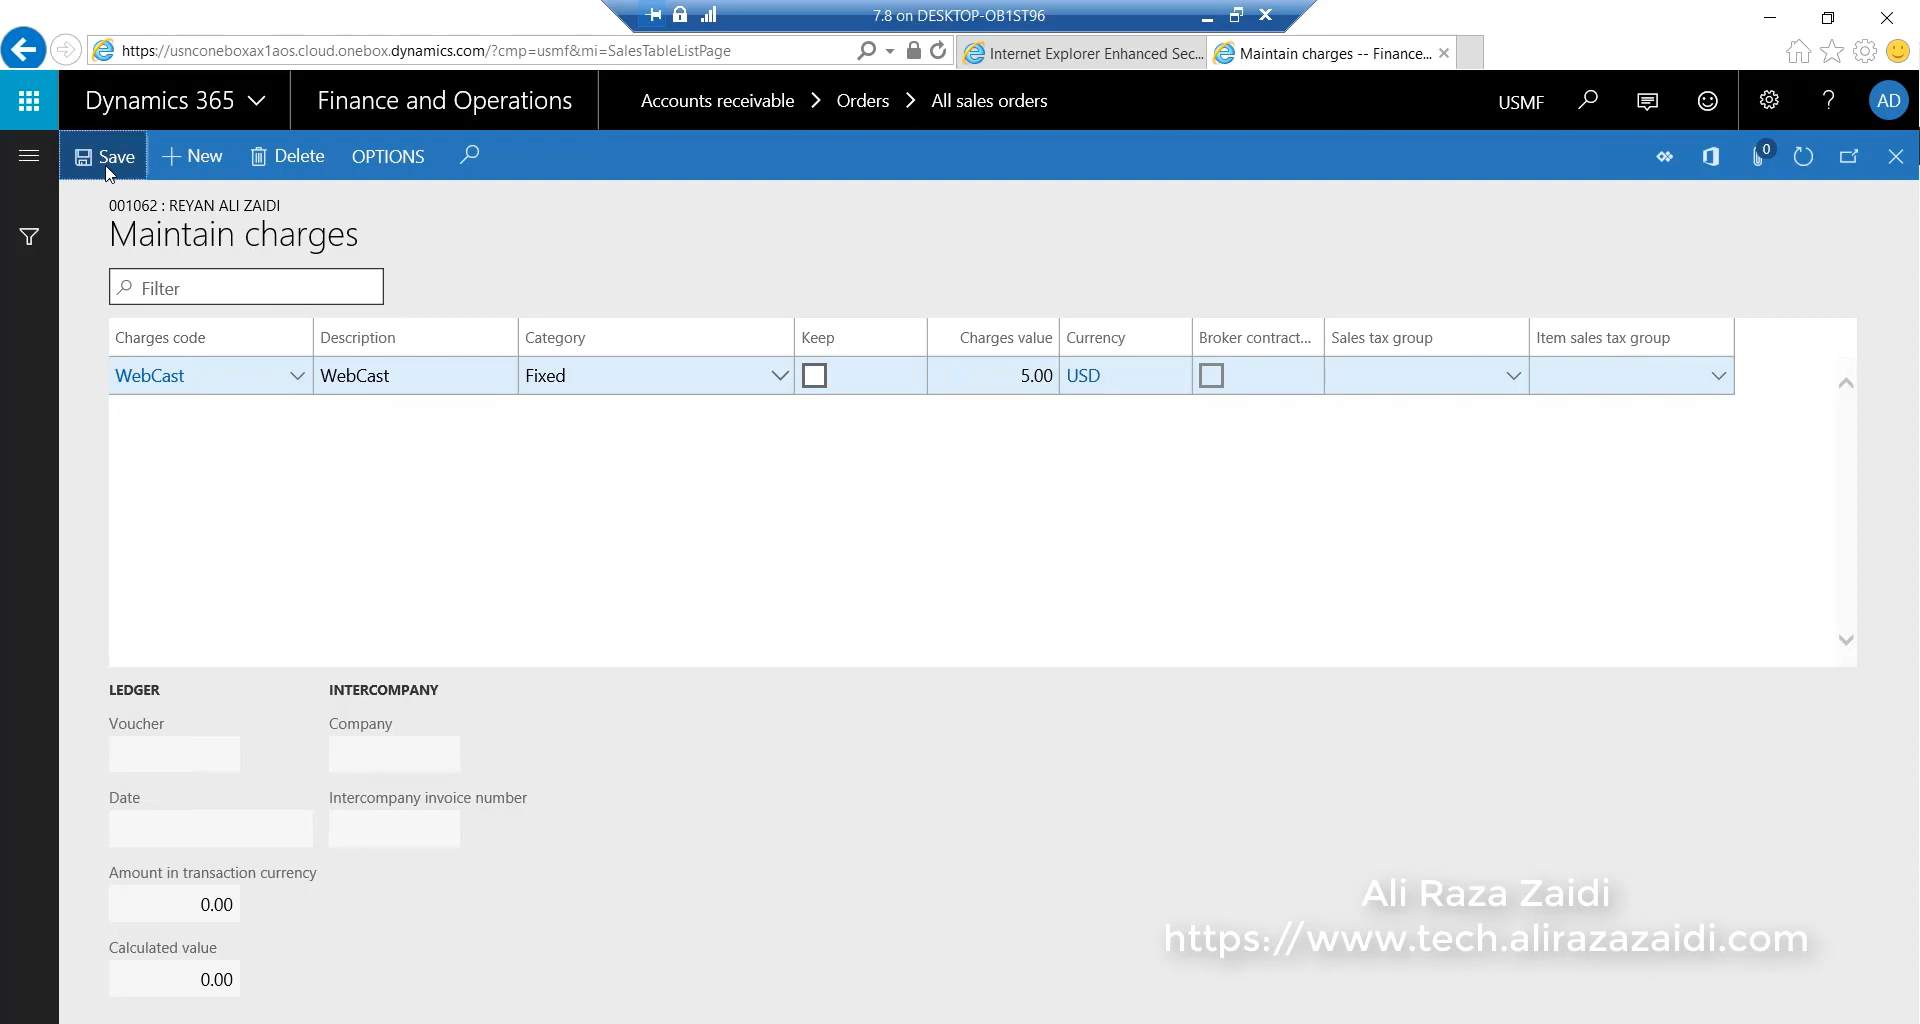 7.8 on DESKTOP-OB1ST96
https://usnconeboxax1aos.cloud.onebox.dynamics.com/?cmp=usmf&mi=SalesTableListPage
Internet Explorer Enhanced Sec...
Maintain charges -- Finance...
Dynamics 365
Finance and Operations
Accounts receivable
Orders
All sales orders
USMF
?
AD
Save
New
Delete
OPTIONS
0
001062 : REYAN ALI ZAIDI
Maintain charges
Filter
Charges code Description Category Keep Charges value Currency Broker contract... Sales tax group Item sales tax group
WebCast WebCast Fixed 5.00 USD
LEDGER
INTERCOMPANY
Voucher
Company
Date
Intercompany invoice number
Amount in transaction currency
0.00
Calculated value
0.00
Ali Raza Zaidi
https://www.tech.alirazazaidi.com